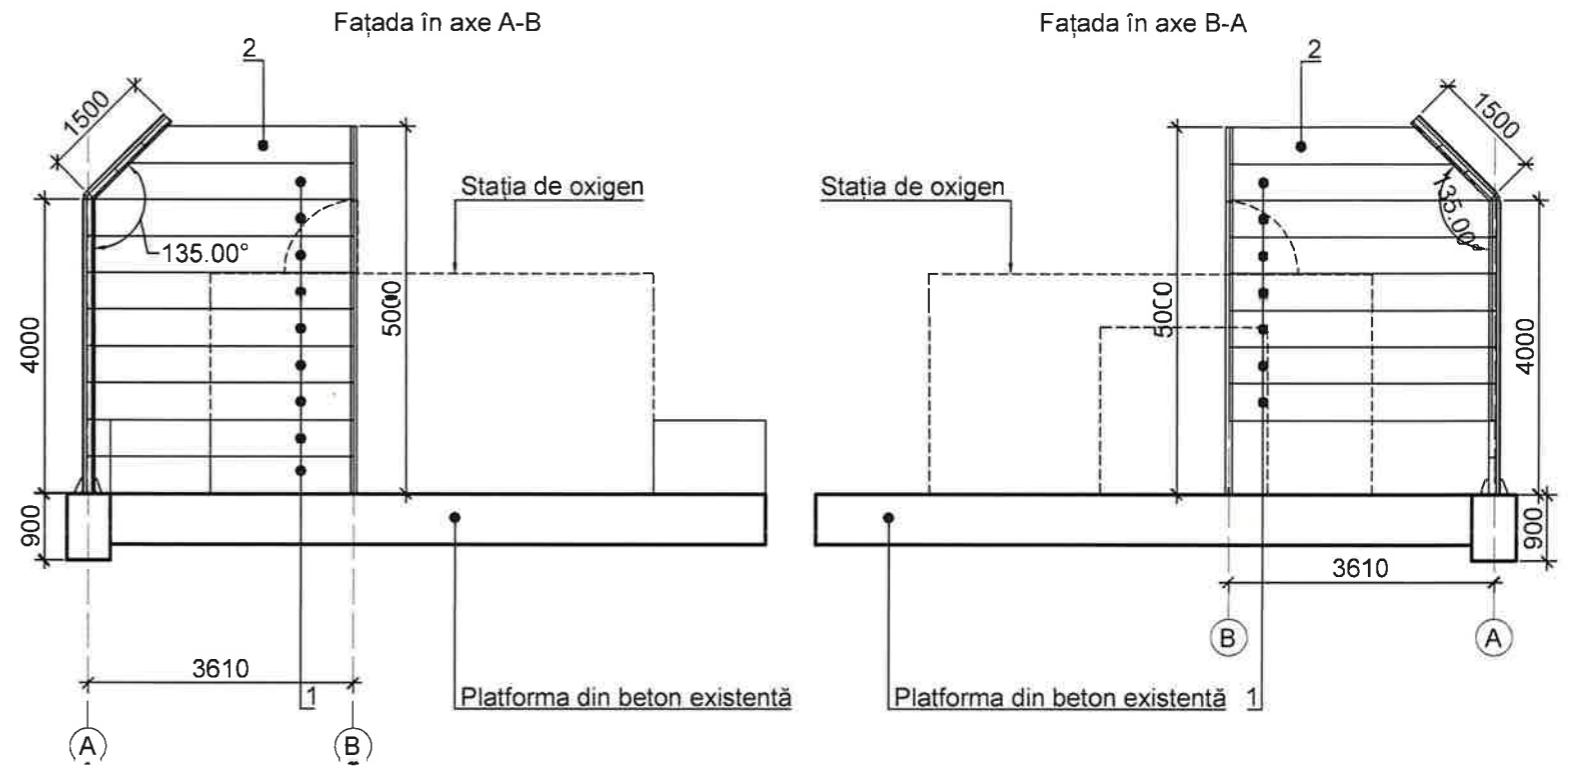 Fațada în axe A-B
2
1500
Stația de oxigen
135.00°
5000
4000
900
3610
1
Platforma din beton existentă
A
B
Fațada în axe B-A
2
1500
Stația de oxigen
135.00°
5000
4000
900
3610
B
A
Platforma din beton existentă
1